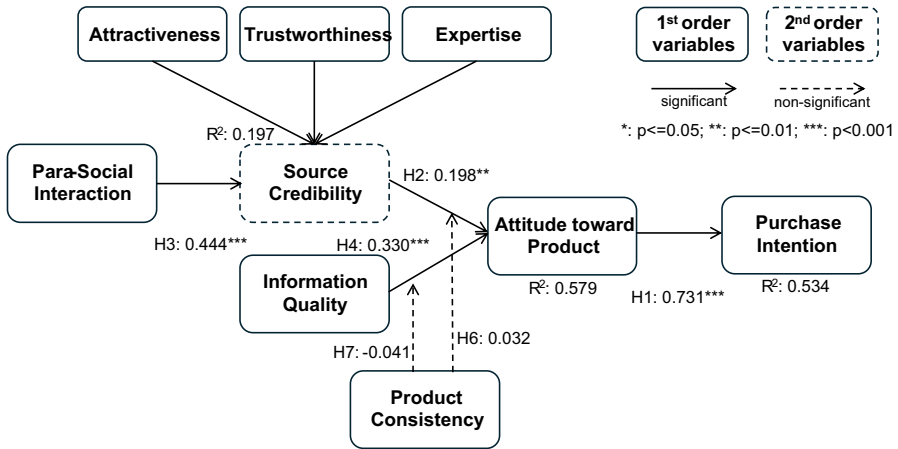 Attractiveness
Trustworthiness
Expertise
1st order
variables
2nd order
variables
significant
non-significant
*: p<=0.05; **: p<=0.01; ***: p<0.001
R2: 0.197
Para-Social
Interaction
Source
Credibility
H2: 0.198**
H3: 0.444***
H4: 0.330***
Attitude toward
Product
Purchase
Intention
Information
Quality
R2: 0.579
H1: 0.731***
R2: 0.534
H7: -0.041
H6: 0.032
Product
Consistency